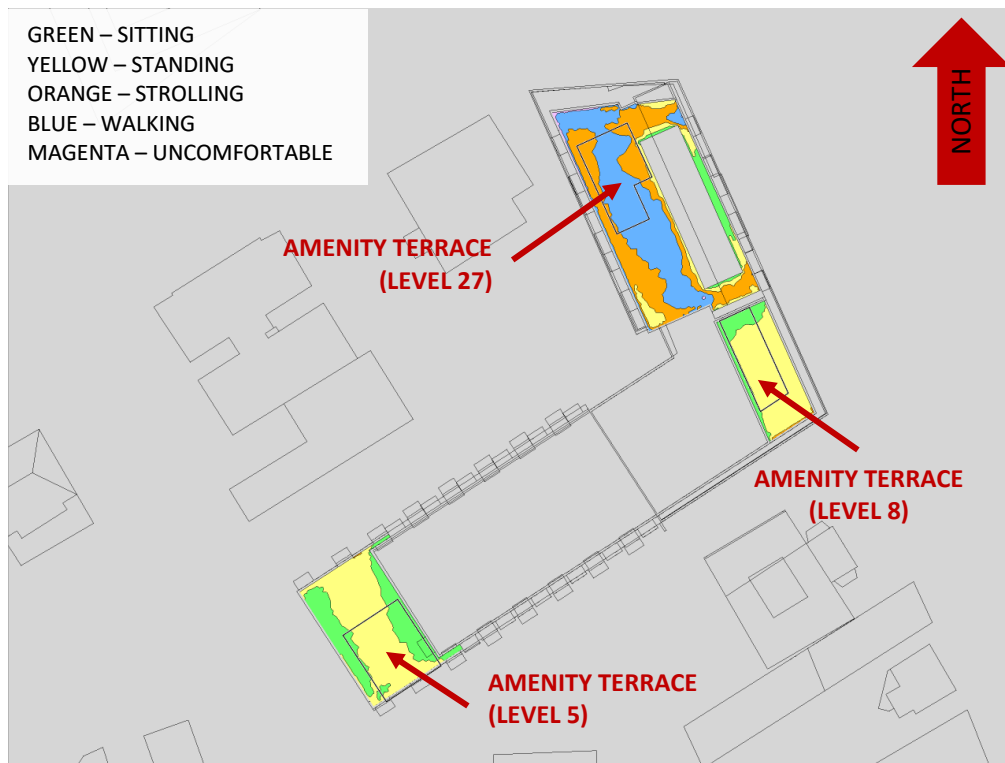 GREEN – SITTING
YELLOW – STANDING
ORANGE – STROLLING
BLUE – WALKING
MAGENTA – UNCOMFORTABLE
NORTH
AMENITY TERRACE
(LEVEL 27)
AMENITY TERRACE
(LEVEL 8)
AMENITY TERRACE
(LEVEL 5)